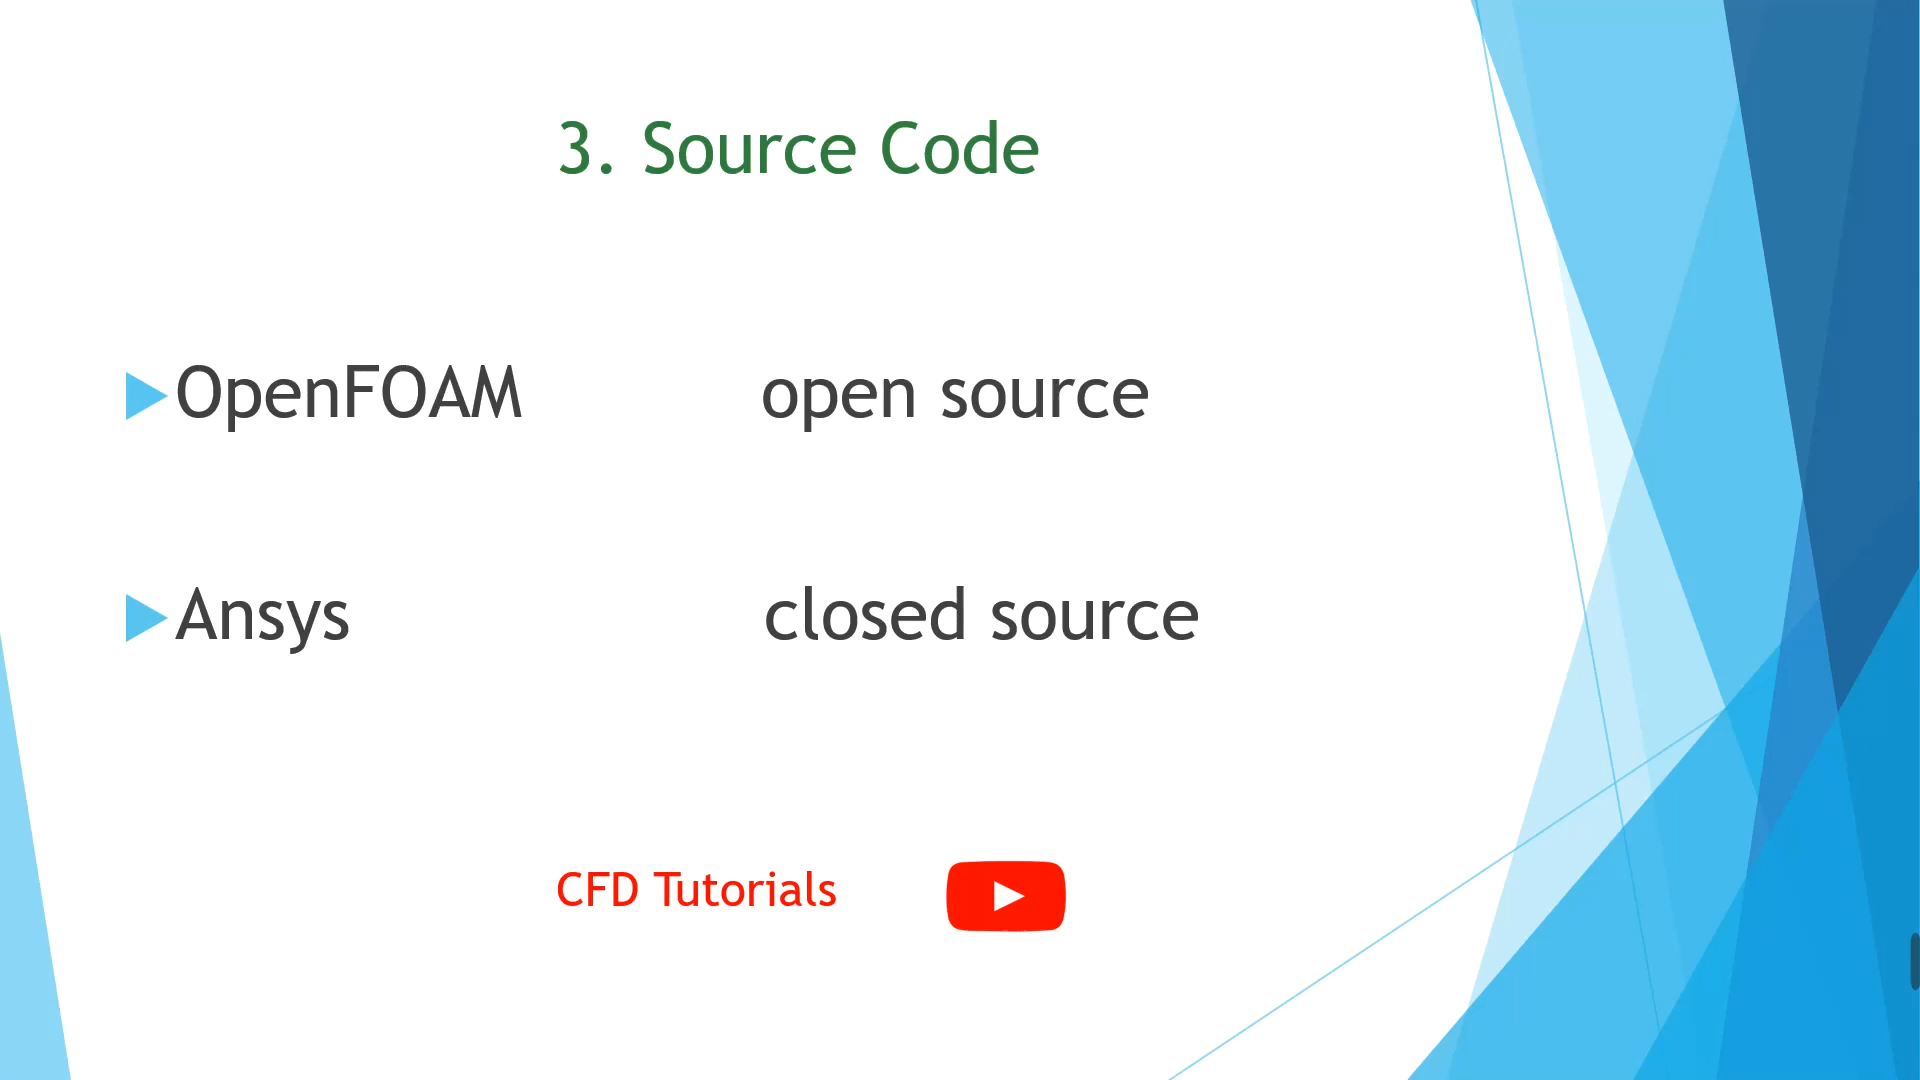 3. Source Code
OpenFOAM open source
Ansys closed source
CFD Tutorials